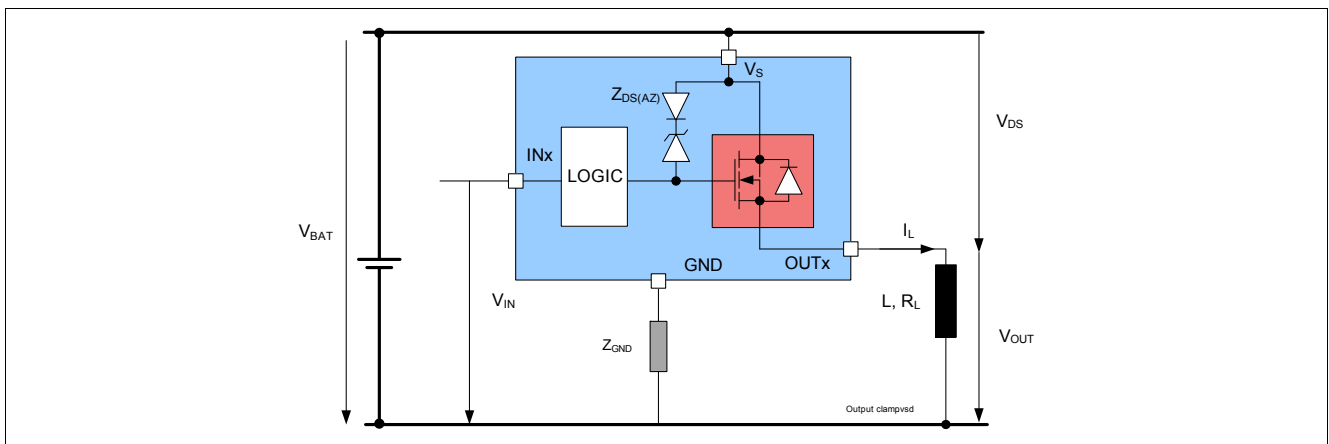 VS
ZDS(AZ)
VDS
INx
LOGIC
VBAT
IL
GND
OUTx
VIN
L, RL
ZGND
VOUT
Output clampvsd